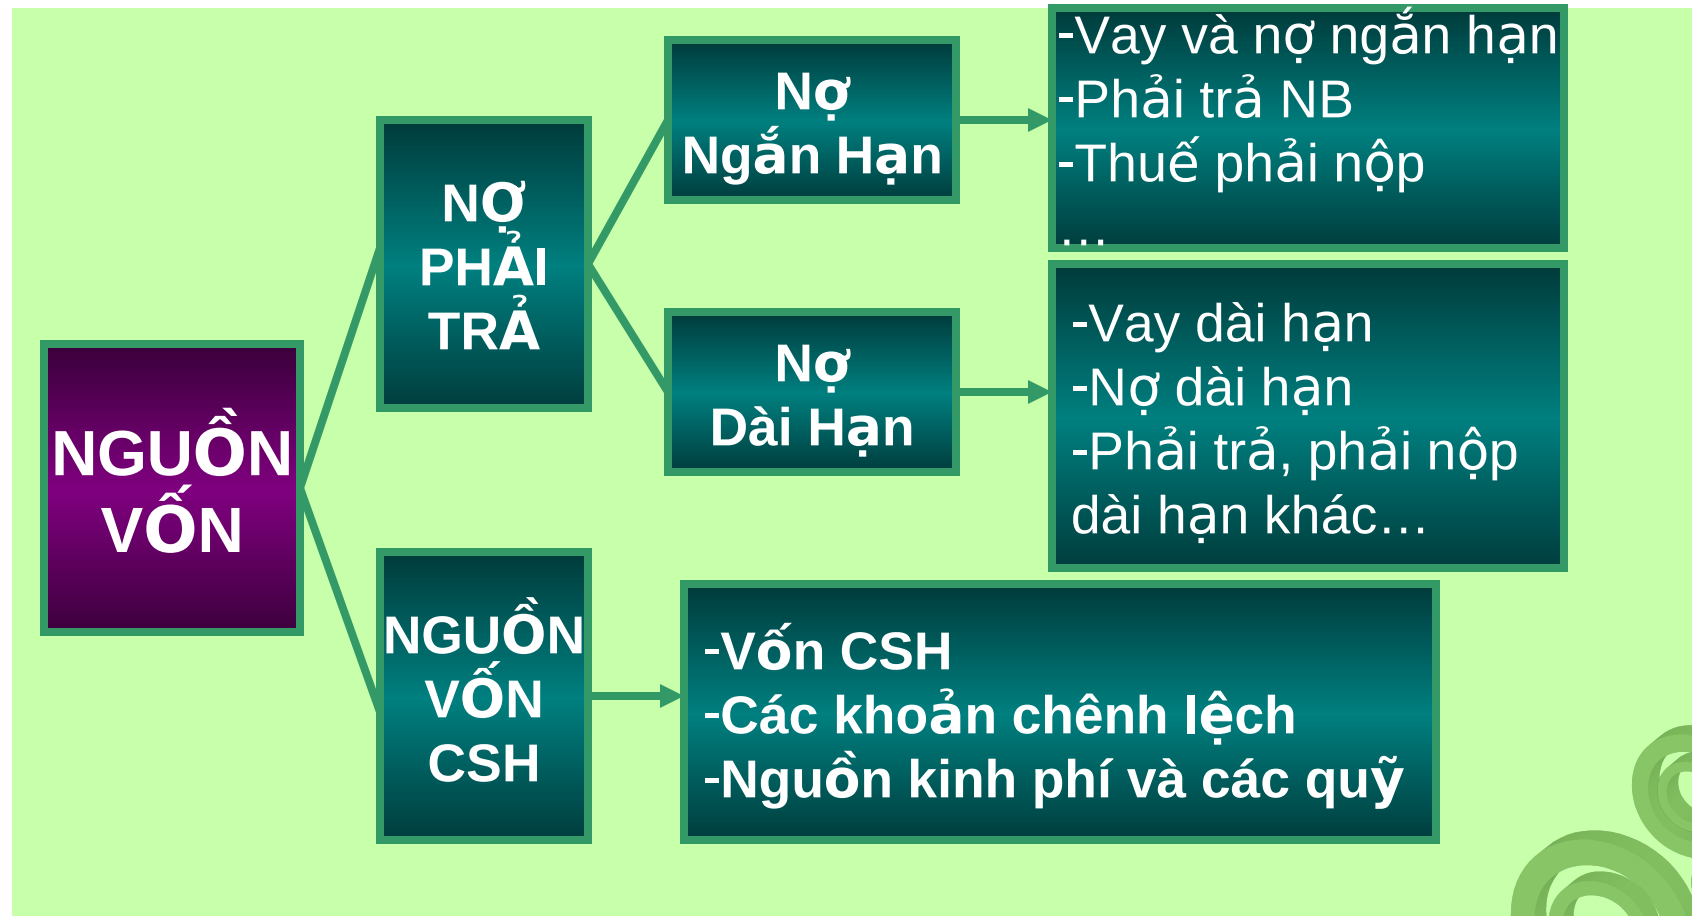 NGUỒN
VỐN
NỢ
PHẢI
TRẢ
Nợ
Ngắn Hạn
-Vay và nợ ngắn hạn
-Phải trả NB
-Thuế phải nộp
…
Nợ
Dài Hạn
-Vay dài hạn
-Nợ dài hạn
-Phải trả, phải nộp
dài hạn khác…
NGUỒN
VỐN
CSH
-Vốn CSH
-Các khoản chênh lệch
-Nguồn kinh phí và các quỹ